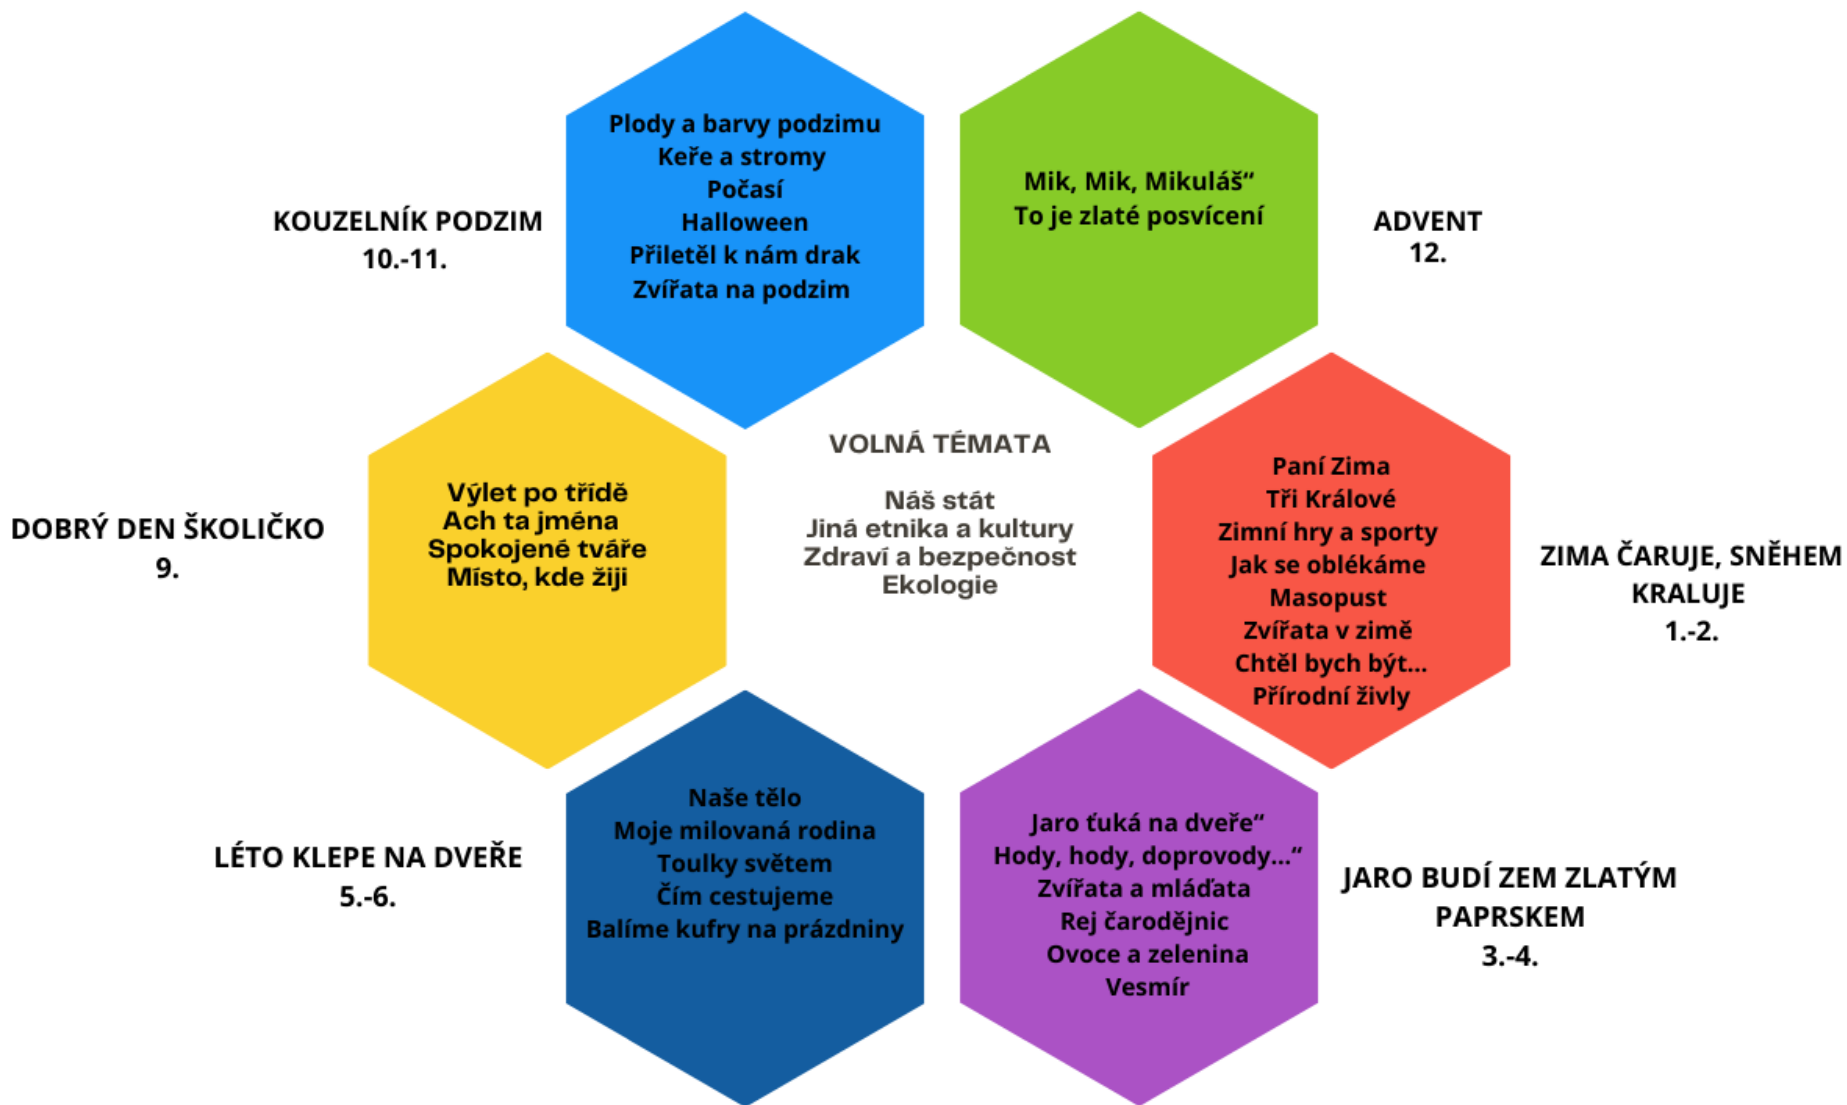 KOUZELNÍK PODZIM
10.-11.
Plody a barvy podzimu
Keře a stromy
Počasí
Halloween
Přiletěl k nám drak
Zvířata na podzim
Mik, Mik, Mikuláš“
To je zlaté posvícení
ADVENT
12.
DOBRÝ DEN ŠKOLIČKO
9.
Výlet po třídě
Ach ta jména
Spokojené tváře
Místo, kde žiji
VOLNÁ TÉMATA
Náš stát
Jiná etnika a kultury
Zdraví a bezpečnost
Ekologie
Paní Zima
Tři Králové
Zimní hry a sporty
Jak se oblékáme
Masopust
Zvířata v zimě
Chtěl bych být...
Přírodní živly
ZIMA ČARUJE, SNĚHEM
KRALUJE
1.-2.
LÉTO KLEPE NA DVEŘE
5.-6.
Naše tělo
Moje milovaná rodina
Toulky světem
Čím cestujeme
Balíme kufry na prázdniny
Jaro ťuká na dveře“
Hody, hody, doprovody...“
Zvířata a mláďata
Rej čarodějnic
Ovoce a zelenina
Vesmír
JARO BUDÍ ZEM ZLATÝM
PAPRSKEM
3.-4.